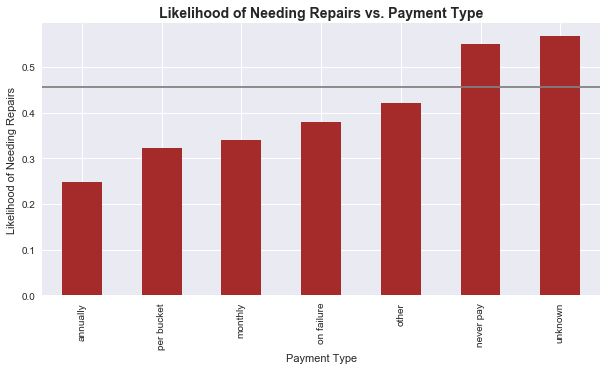 Likelihood of Needing Repairs vs. Payment Type
Likelihood of Needing Repairs
0.5
0.4
0.3
0.2
0.1
0.0
annually
per bucket
monthly
on failure
other
never pay
unknown
Payment Type